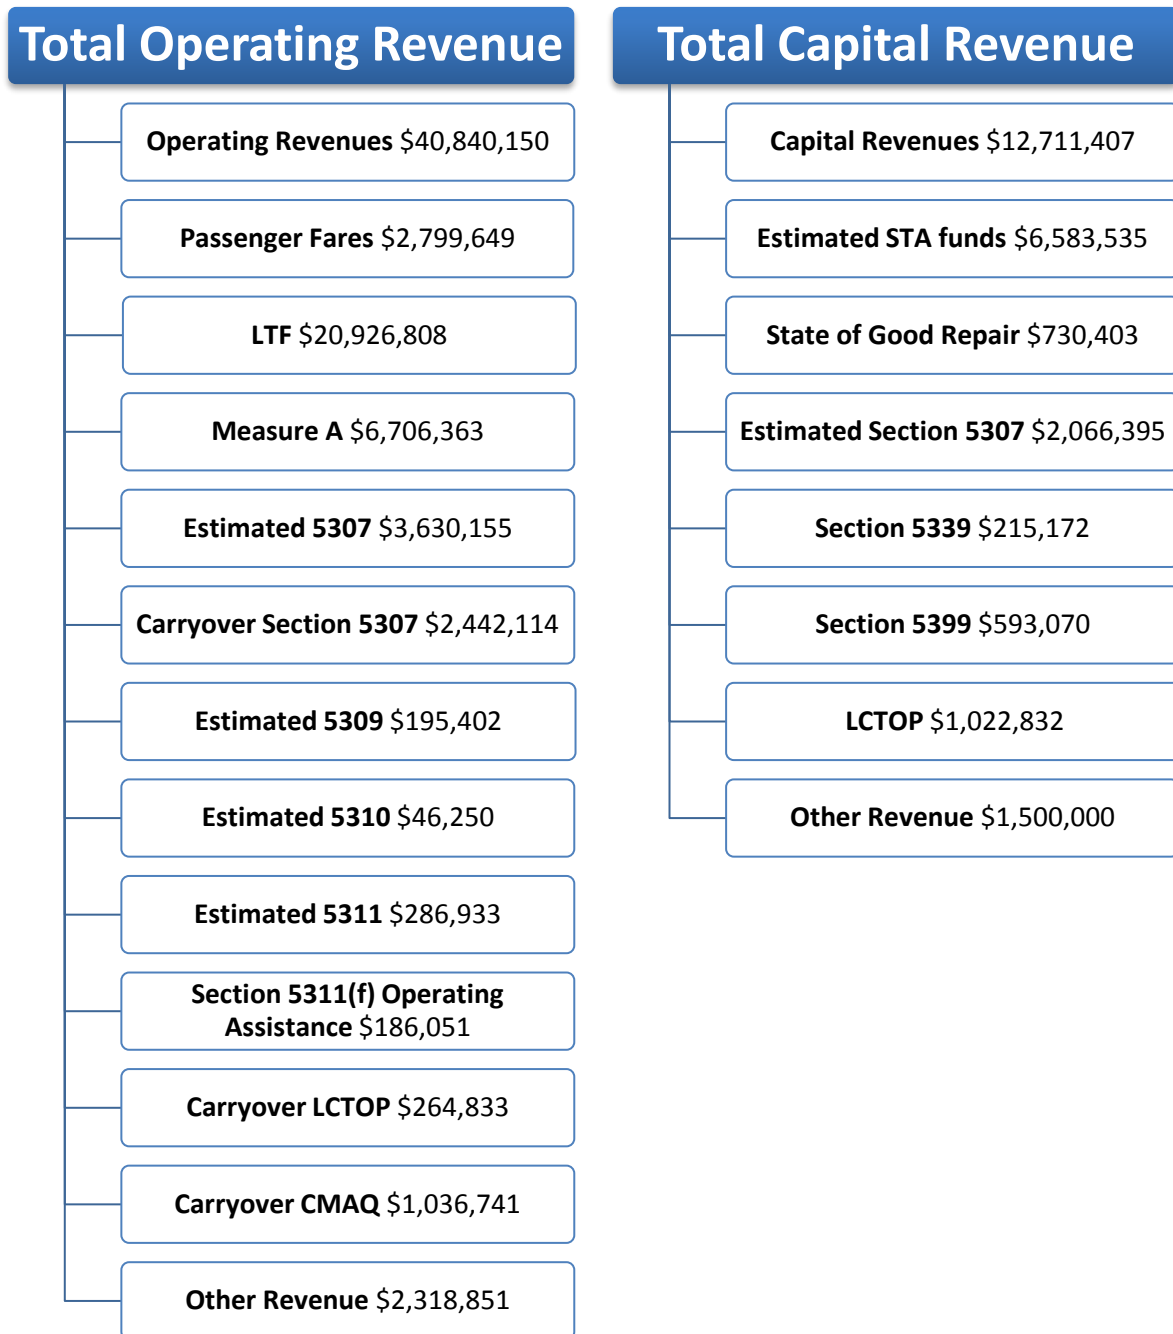 Total Operating Revenue
Operating Revenues $40,840,150
Passenger Fares $2,799,649
LTF $20,926,808
Measure A $6,706,363
Estimated 5307 $3,630,155
Carryover Section 5307 $2,442,114
Estimated 5309 $195,402
Estimated 5310 $46,250
Estimated 5311 $286,933
Section 5311(f) Operating
Assistance $186,051
Carryover LCTOP $264,833
Carryover CMAQ $1,036,741
Other Revenue $2,318,851
Total Capital Revenue
Capital Revenues $12,711,407
Estimated STA funds $6,583,535
State of Good Repair $730,403
Estimated Section 5307 $2,066,395
Section 5339 $215,172
Section 5399 $593,070
LCTOP $1,022,832
Other Revenue $1,500,000